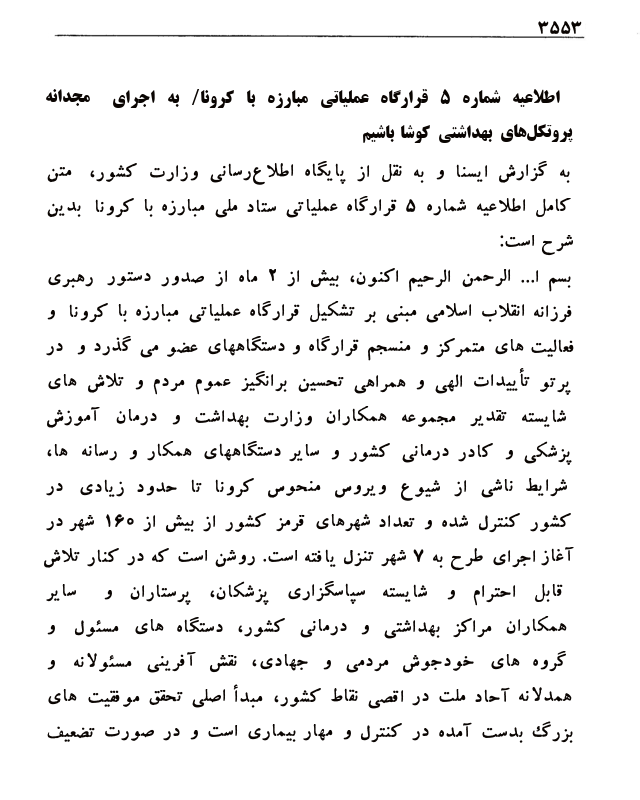 ۳۵۵۳
اطلاعیه شماره ۵ قرارگاه عملیاتی مبارزه با کرونا/ به اجرای مجدانه
پروتکل‌های بهداشتی کوشا باشیم
به گزارش ایسنا و به نقل از پایگاه اطلاع‌رسانی وزارت کشور، متن
کامل اطلاعیه شماره ۵ قرارگاه عملیاتی ستاد ملی مبارزه با کرونا بدین
شرح است:
بسم ا... الرحمن الرحیم اکنون، بیش از ۲ ماه از صدور دستور رهبری
فرزانه انقلاب اسلامی مبنی بر تشکیل قرارگاه عملیاتی مبارزه با کرونا و
فعالیت های متمرکز و منسجم قرارگاه و دستگاههای عضو می گذرد و در
پرتو تأییدات الهی و همراهی تحسین برانگیز عموم مردم و تلاش های
شایسته تقدیر مجموعه همکاران وزارت بهداشت و درمان آموزش
پزشکی و کادر درمانی کشور و سایر دستگاههای همکار و رسانه ها،
شرایط ناشی از شیوع ویروس منحوس کرونا تا حدود زیادی در
کشور کنترل شده و تعداد شهرهای قرمز کشور از بیش از ۱۶۰ شهر در
آغاز اجرای طرح به ۷ شهر تنزل یافته است. روشن است که در کنار تلاش
قابل احترام و شایسته سپاسگزاری پزشکان، پرستاران و سایر
همکاران مراکز بهداشتی و درمانی کشور، دستگاه های مسئول و
گروه های خودجوش مردمی و جهادی، نقش آفرینی مسئولانه و
همدلانه آحاد ملت در اقصی نقاط کشور، مبدأ اصلی تحقق موفقیت های
بزرگ بدست آمده در کنترل و مهار بیماری است و در صورت تضعیف